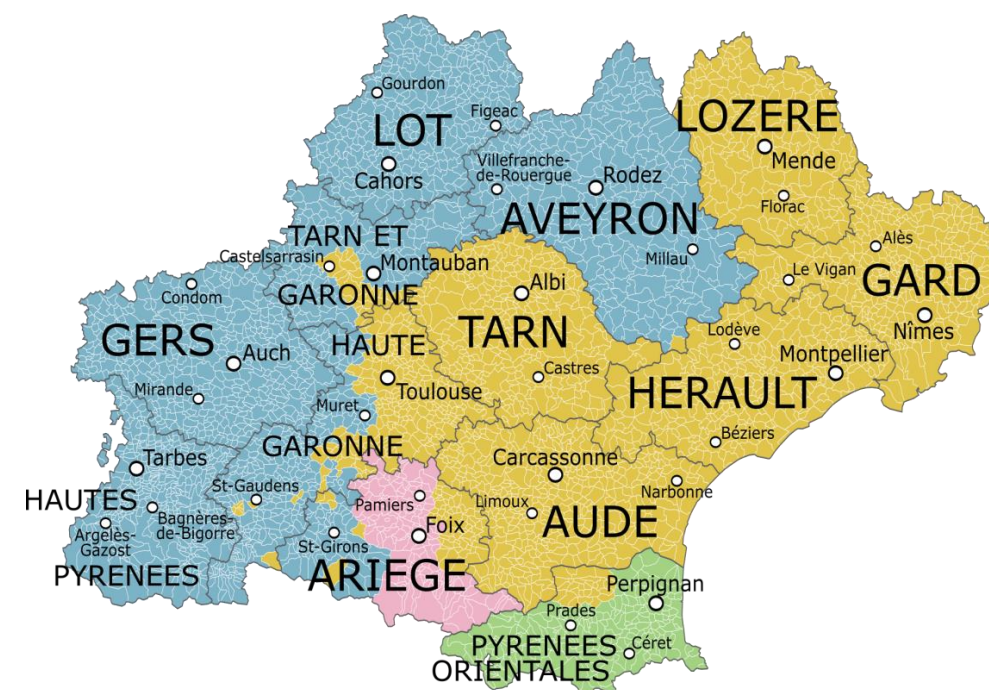 Gourdon
LOT
Figeac
Cahors
LOZERE
Mende
Florac
Villefranche-
de-Rouergue
Rodez
AVEYRON
Millau
TARN ET
Castelsarrasin
Montauban
GARONNE
Alès
Le Vigan
GARD
Nîmes
Condom
GERS
Auch
Mirande
Albi
TARN
Castres
HAUTE
Toulouse
Muret
GARONNE
Lodève
Montpellier
HERAULT
Béziers
Tarbes
HAUTES
Bagnères-
de-Bigorre
Argelès-
Gazost
PYRENEES
St-Gaudens
St-Girons
Pamiers
Foix
ARIEGE
Carcassonne
Limoux
Narbonne
AUDE
Perpignan
Prades
Céret
PYRENEES
ORIENTALES